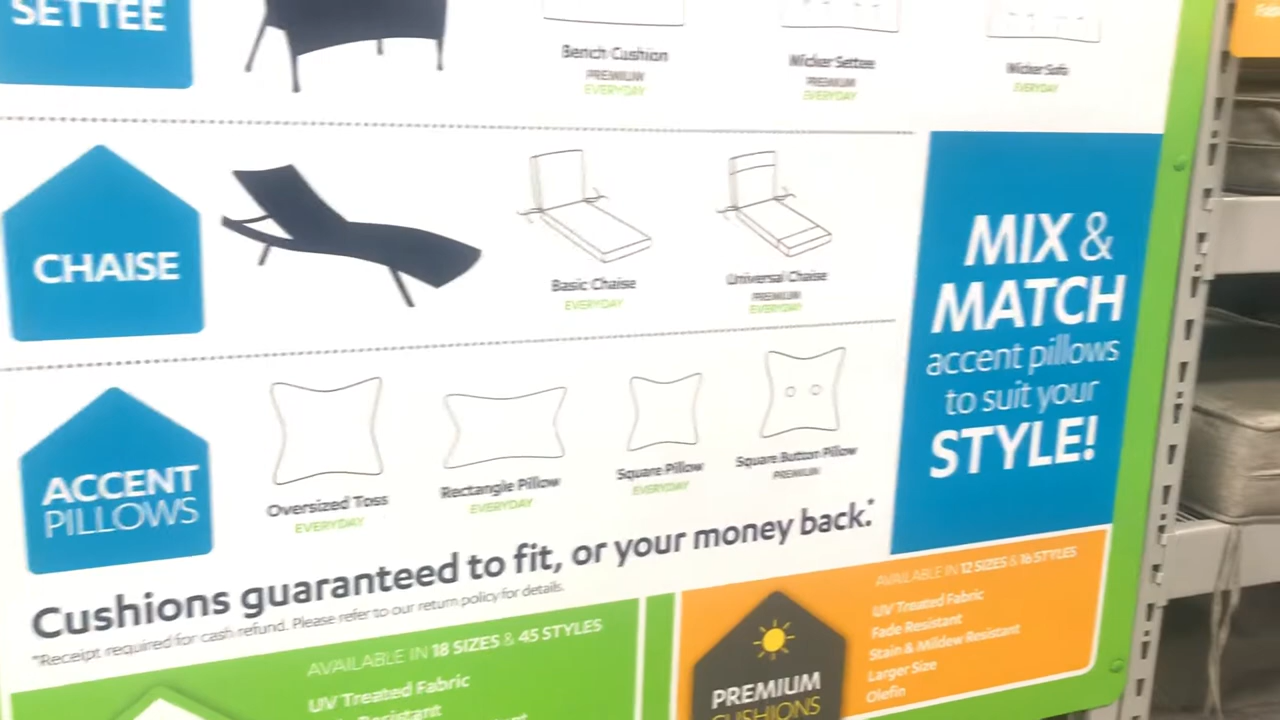 SETTEE
Bench Cushion
PREMIUM
EVERYDAY
Wicker Settee
PREMIUM
EVERYDAY
Wicker Sofa
EVERYDAY
CHAISE
Basic Chaise
EVERYDAY
Universal Chaise
PREMIUM
EVERYDAY
MIX &
MATCH
accent pillows
to suit your
STYLE!
ACCENT
PILLOWS
Oversized Toss
EVERYDAY
Rectangle Pillow
EVERYDAY
Square Pillow
EVERYDAY
Square Button Pillow
PREMIUM
Cushions guaranteed to fit, or your money back.*
*Receipt required for cash refund. Please refer to our return policy for details.
AVAILABLE IN 18 SIZES & 45 STYLES
UV Treated Fabric
Resistant
AVAILABLE IN 12 SIZES & 16 STYLES
UV Treated Fabric
Fade Resistant
Stain & Mildew Resistant
Larger Size
Olefin
PREMIUM
CUSHIONS